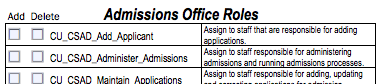 Add Delete Admissions Office Roles
CU_CSAD_Add_Applicant Assign to staff that are responsible for adding
applications.
CU_CSAD_Administer_Admissions Assign to staff responsible for administering
admissions and running admissions processes.
CU_CSAD_Maintain_Applications Assign to staff responsible for adding, updating